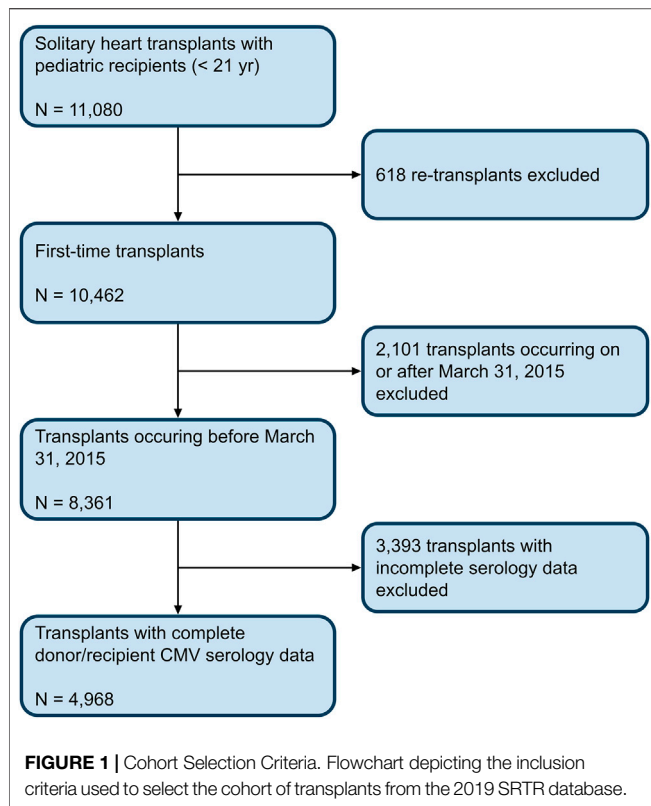 Solitary heart transplants with
pediatric recipients (< 21 yr)
N = 11,080
618 re-transplants excluded
First-time transplants
N = 10,462
2,101 transplants occurring on
or after March 31, 2015
excluded
Transplants occuring before March
31, 2015
N = 8,361
3,393 transplants with
incomplete serology data
excluded
Transplants with complete
donor/recipient CMV serology data
N = 4,968
FIGURE 1 | Cohort Selection Criteria. Flowchart depicting the inclusion
criteria used to select the cohort of transplants from the 2019 SRTR database.